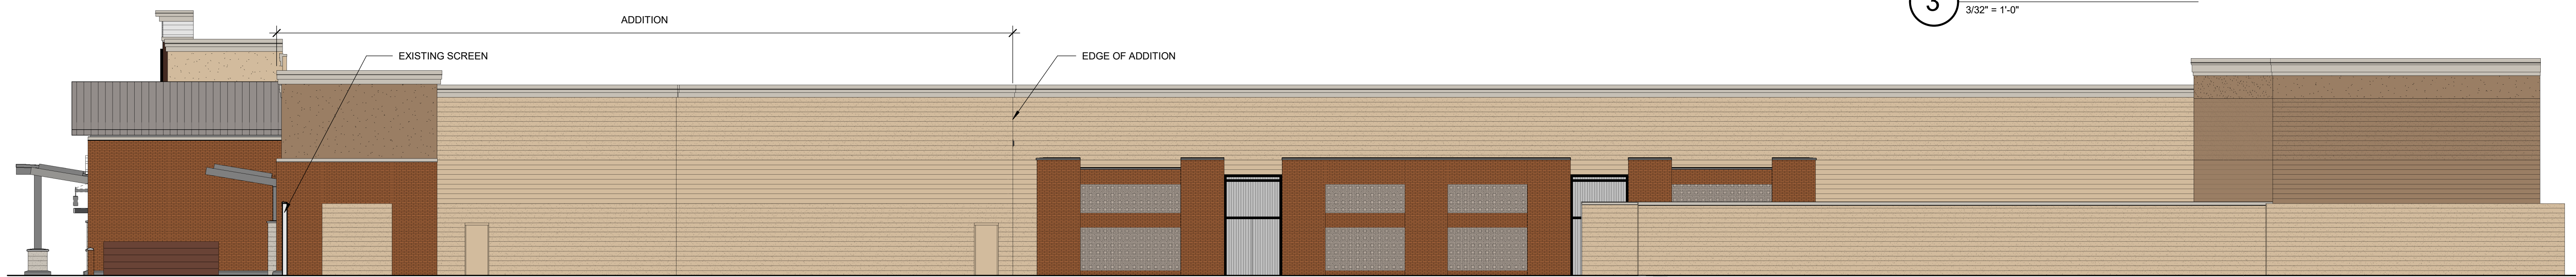 3
3/32" = 1'-0"
ADDITION
EXISTING SCREEN
EDGE OF ADDITION